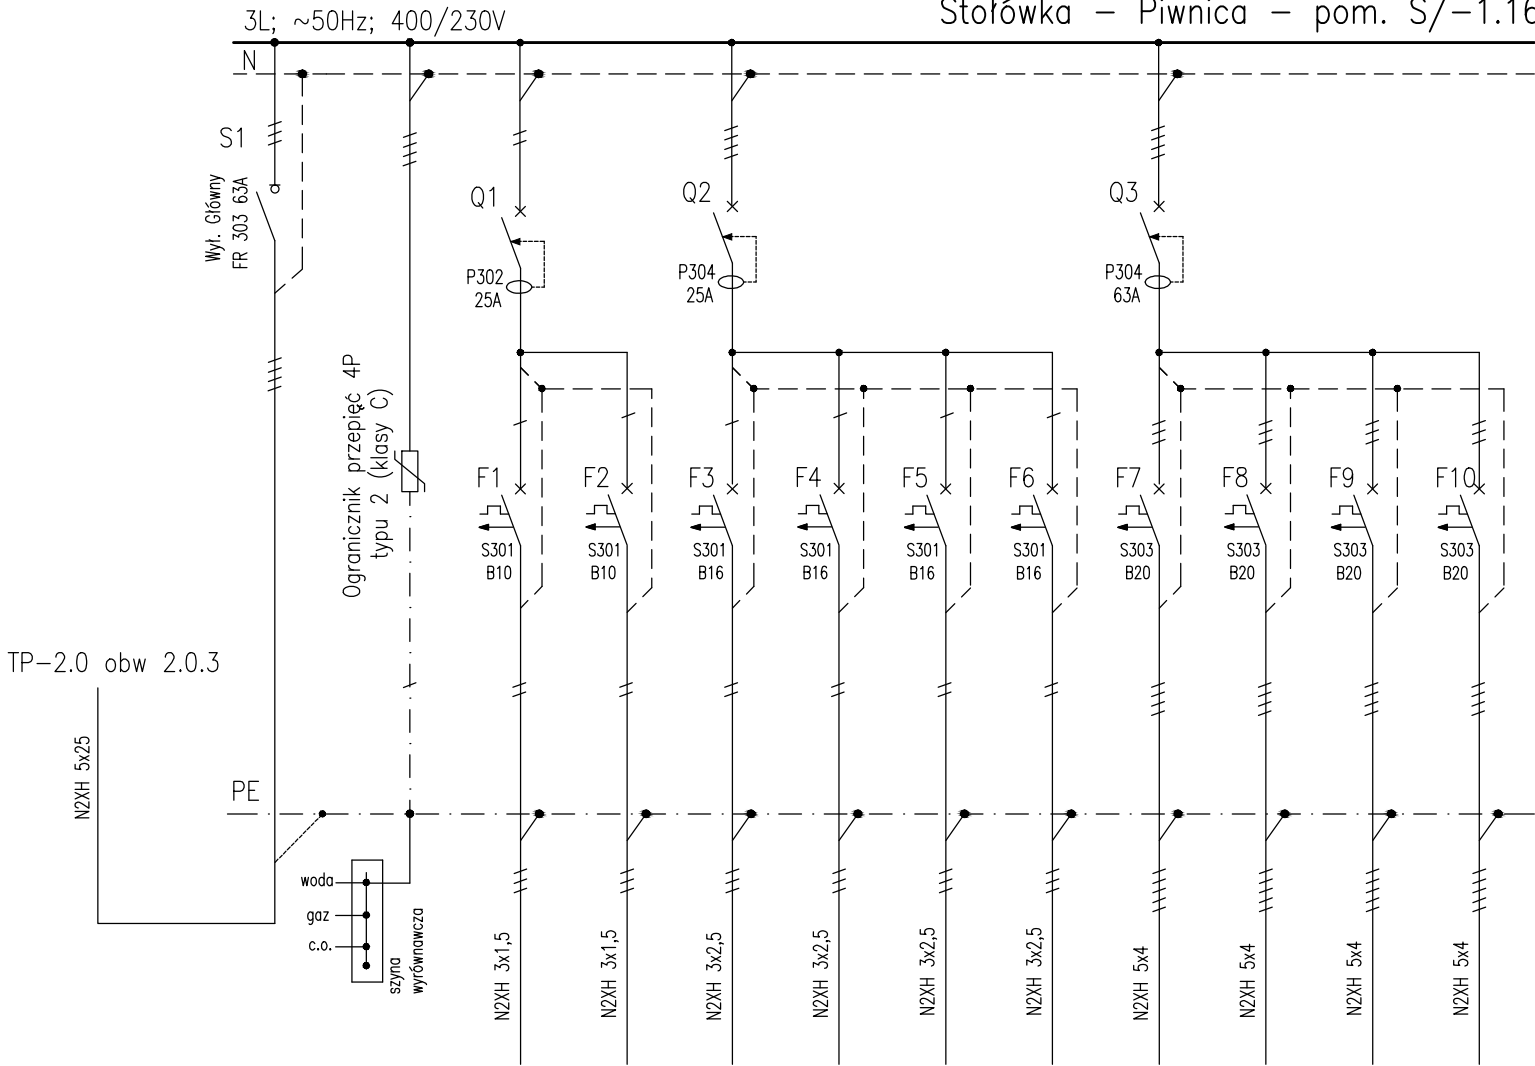 3L; ~50Hz; 400/230V
Stołówka – Piwnica – pom. S/–1.16
N
S1
Wył. Główny
FR 303 63A
Q1
P302
25A
Q2
P304
25A
Q3
P304
63A
Ogranicznik przepięć 4P
typu 2 (klasy C)
F1
S301
B10
F2
S301
B10
F3
S301
B16
F4
S301
B16
F5
S301
B16
F6
S301
B16
F7
S303
B20
F8
S303
B20
F9
S303
B20
F10
S303
B20
TP–2.0 obw 2.0.3
N2XH 5x25
PE
woda
gaz
c.o.
szyna
wyrównawcza
N2XH 3x1,5
N2XH 3x1,5
N2XH 3x2,5
N2XH 3x2,5
N2XH 3x2,5
N2XH 3x2,5
N2XH 5x4
N2XH 5x4
N2XH 5x4
N2XH 5x4